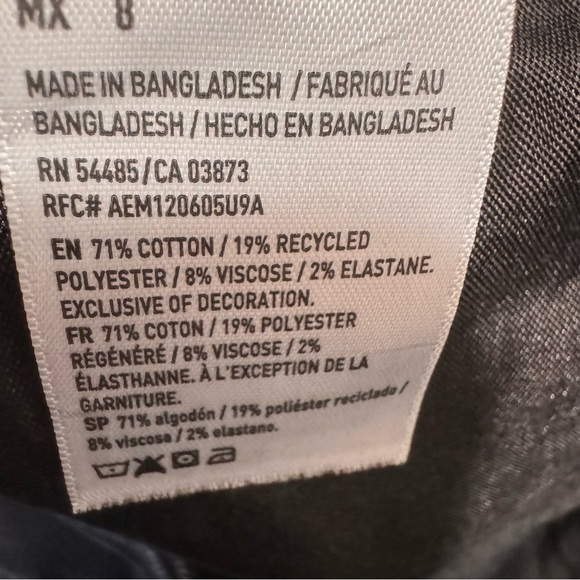 MX 8
MADE IN BANGLADESH / FABRIQUÉ AU
BANGLADESH / HECHO EN BANGLADESH
RN 54485 / CA 03873
RFC# AEM120605U9A
EN 71% COTTON / 19% RECYCLED
POLYESTER / 8% VISCOSE / 2% ELASTANE.
EXCLUSIVE OF DECORATION.
FR 71% COTON / 19% POLYESTER
RÉGÉNÉRÉ / 8% VISCOSE / 2%
ÉLASTHANNE. À L'EXCEPTION DE LA
GARNITURE.
SP 71% algodón / 19% poliéster reciclado /
8% viscose / 2% elastano.